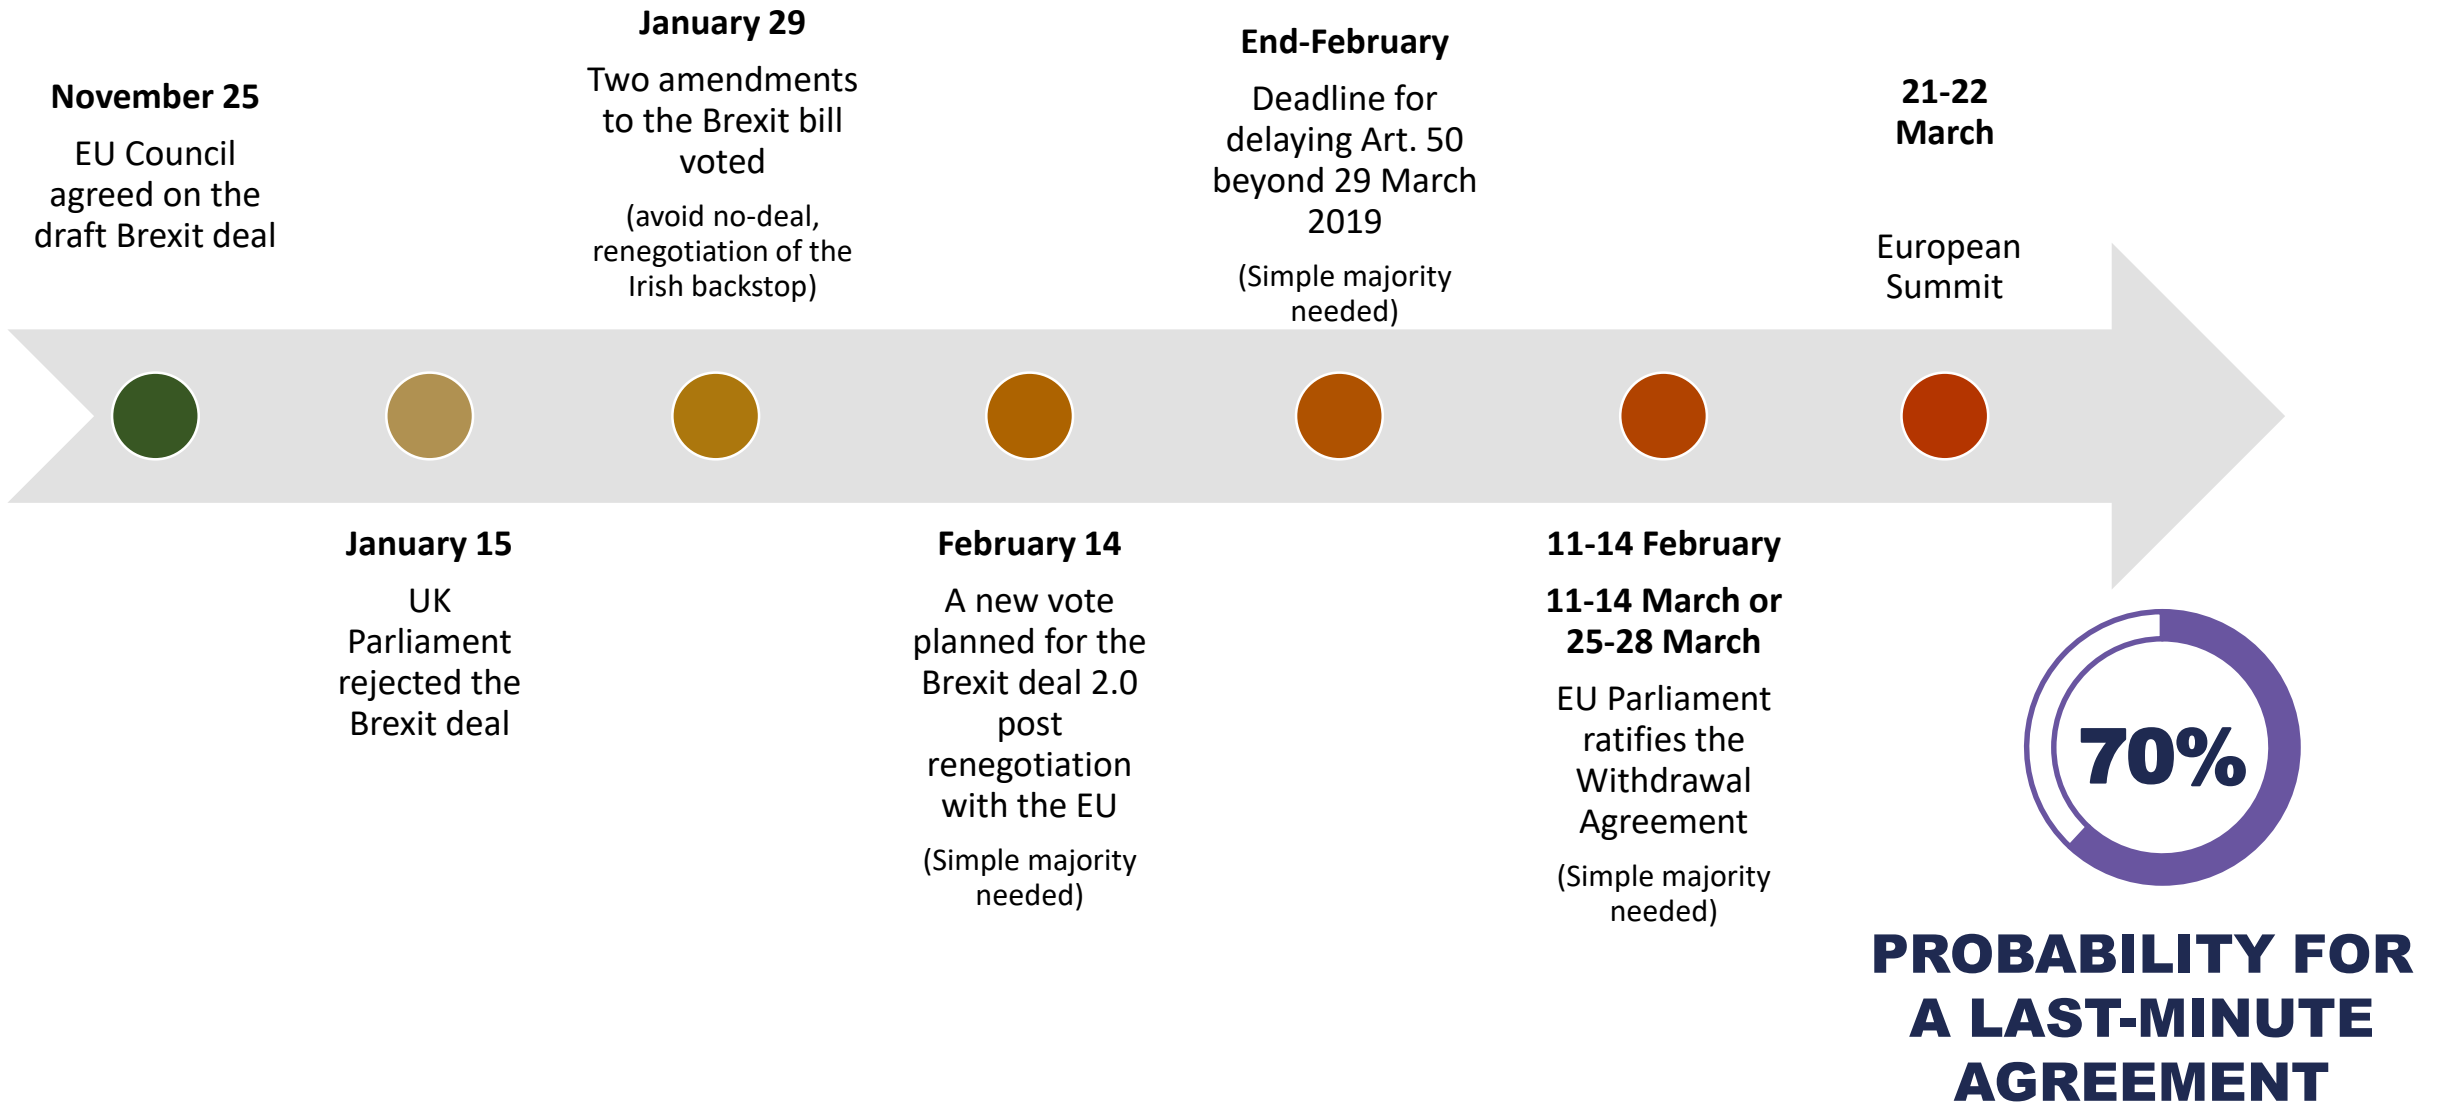 November 25
EU Council
agreed on the
draft Brexit deal
January 15
UK
Parliament
rejected the
Brexit deal
January 29
Two amendments
to the Brexit bill
voted
(avoid no-deal,
renegotiation of the
Irish backstop)
February 14
A new vote
planned for the
Brexit deal 2.0
post
renegotiation
with the EU
(Simple majority
needed)
End-February
Deadline for
delaying Art. 50
beyond 29 March
2019
(Simple majority
needed)
11-14 February
11-14 March or
25-28 March
EU Parliament
ratifies the
Withdrawal
Agreement
(Simple majority
needed)
21-22
March
European
Summit
70%
PROBABILITY FOR
A LAST-MINUTE
AGREEMENT